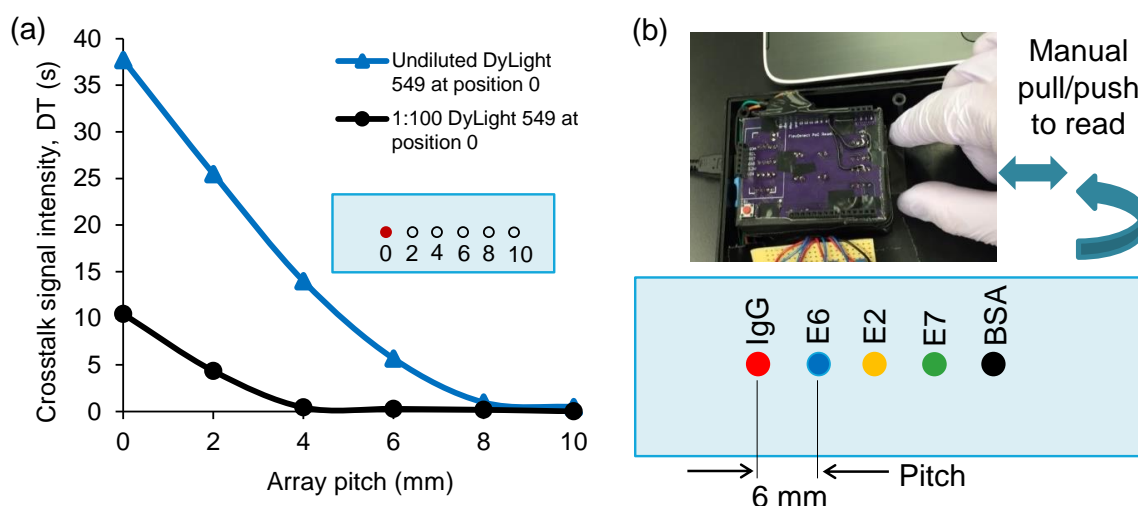 (a)
Crosstalk signal intensity, DT (s)
40
35
30
25
20
15
10
5
0
0
2
4
6
8
10
Array pitch (mm)
Undiluted DyLight
549 at position 0
1:100 DyLight 549 at
position 0
0 2 4 6 8 10
(b)
Manual
pull/push
to read
IgG
E6
E2
E7
BSA
Pitch
6 mm